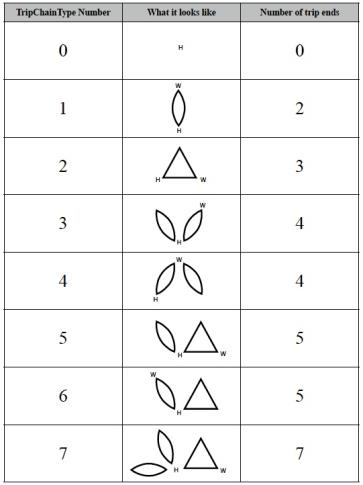 TripChainType Number What it looks like Number of trip ends
0 H 0
1 W H 2
2 H W 3
3 W H 4
4 W H 4
5 H W 5
6 W H 5
7 H W 7